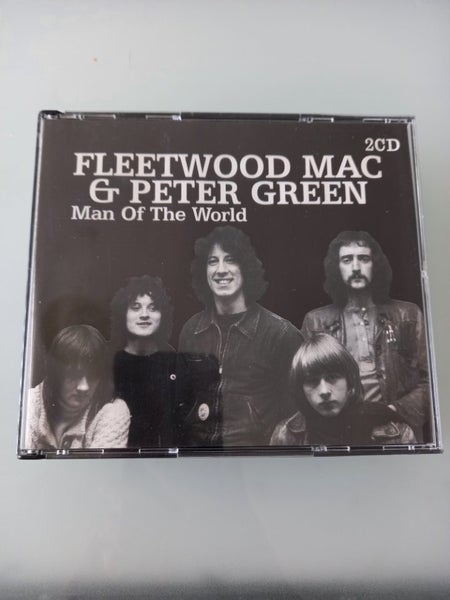 2CD
FLEETWOOD MAC
& PETER GREEN
Man Of The World